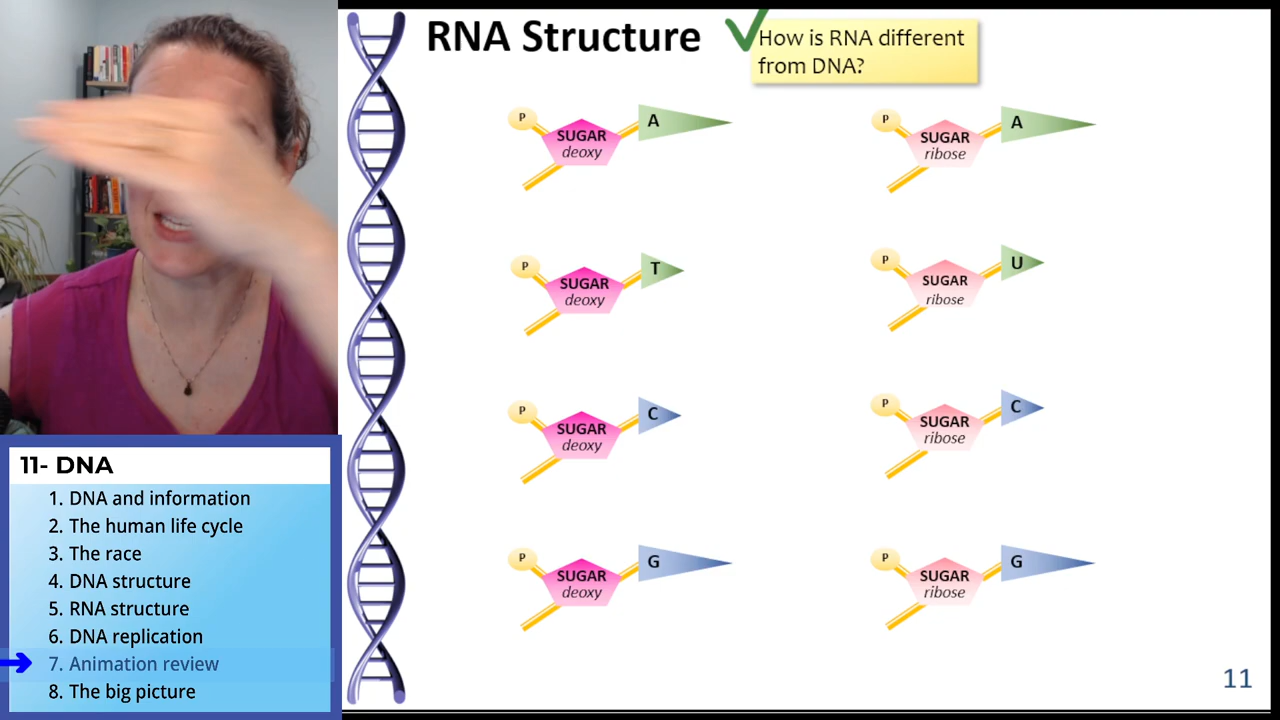 RNA Structure
How is RNA different
from DNA?
P
SUGAR
deoxy
A
P
SUGAR
ribose
A
P
SUGAR
deoxy
T
P
SUGAR
ribose
U
P
SUGAR
deoxy
C
P
SUGAR
ribose
C
P
SUGAR
deoxy
G
P
SUGAR
ribose
G
11
11- DNA
1. DNA and information
2. The human life cycle
3. The race
4. DNA structure
5. RNA structure
6. DNA replication
7. Animation review
8. The big picture